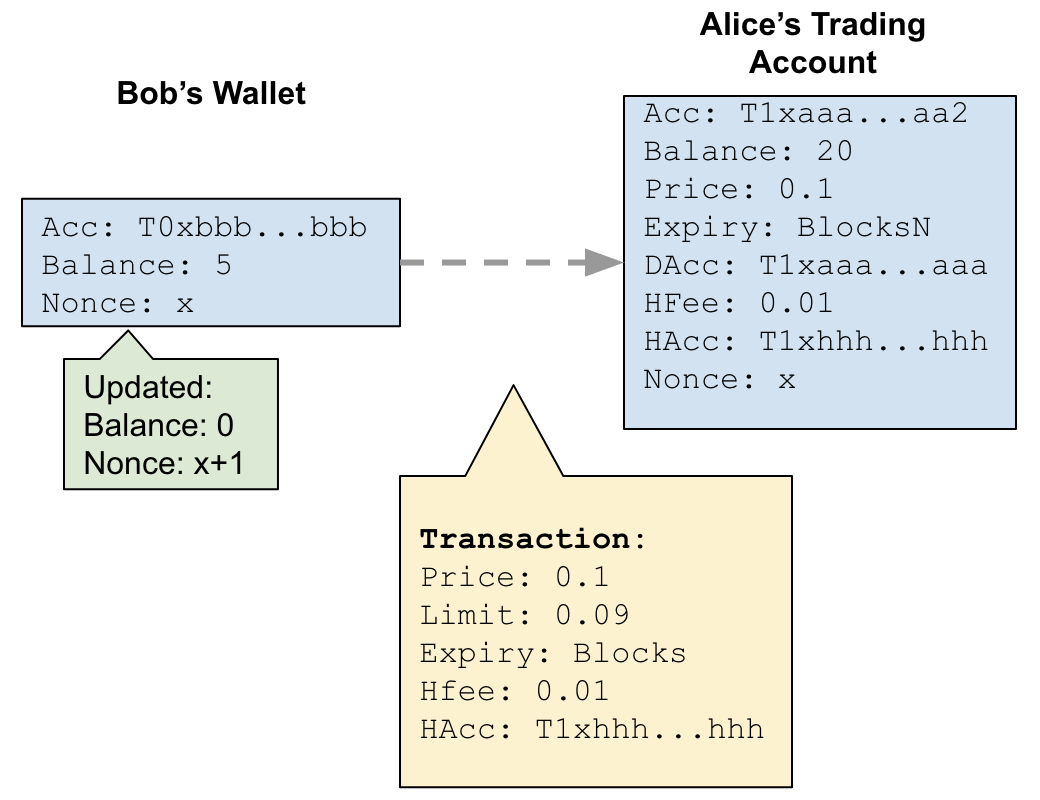 Bob’s Wallet
Acc: T0xbbb...bbb
Balance: 5
Nonce: x
Updated:
Balance: 0
Nonce: x+1
Alice’s Trading
Account
Acc: T1xaaa...aa2
Balance: 20
Price: 0.1
Expiry: BlocksN
DAcc: T1xaaa...aaa
HFee: 0.01
HAcc: T1xhhh...hhh
Nonce: x
Transaction:
Price: 0.1
Limit: 0.09
Expiry: Blocks
Hfee: 0.01
HAcc: T1xhhh...hhh